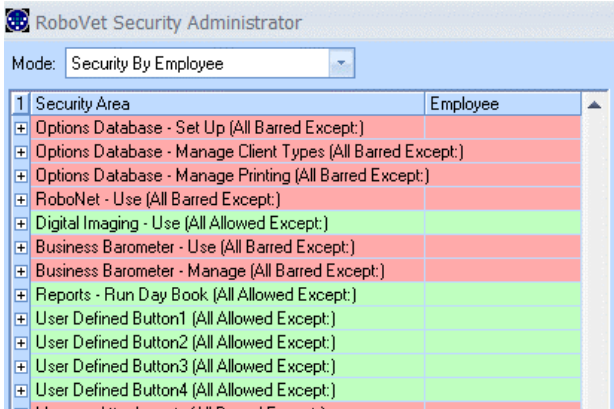 RoboVet Security Administrator
Mode: Security By Employee
1 Security Area Employee
Options Database - Set Up (All Barred Except:)
Options Database - Manage Client Types (All Barred Except:)
Options Database - Manage Printing (All Barred Except:)
RoboNet - Use (All Barred Except:)
Digital Imaging - Use (All Allowed Except:)
Business Barometer - Use (All Barred Except:)
Business Barometer - Manage (All Barred Except:)
Reports - Run Day Book (All Allowed Except:)
User Defined Button1 (All Allowed Except:)
User Defined Button2 (All Allowed Except:)
User Defined Button3 (All Allowed Except:)
User Defined Button4 (All Allowed Except:)